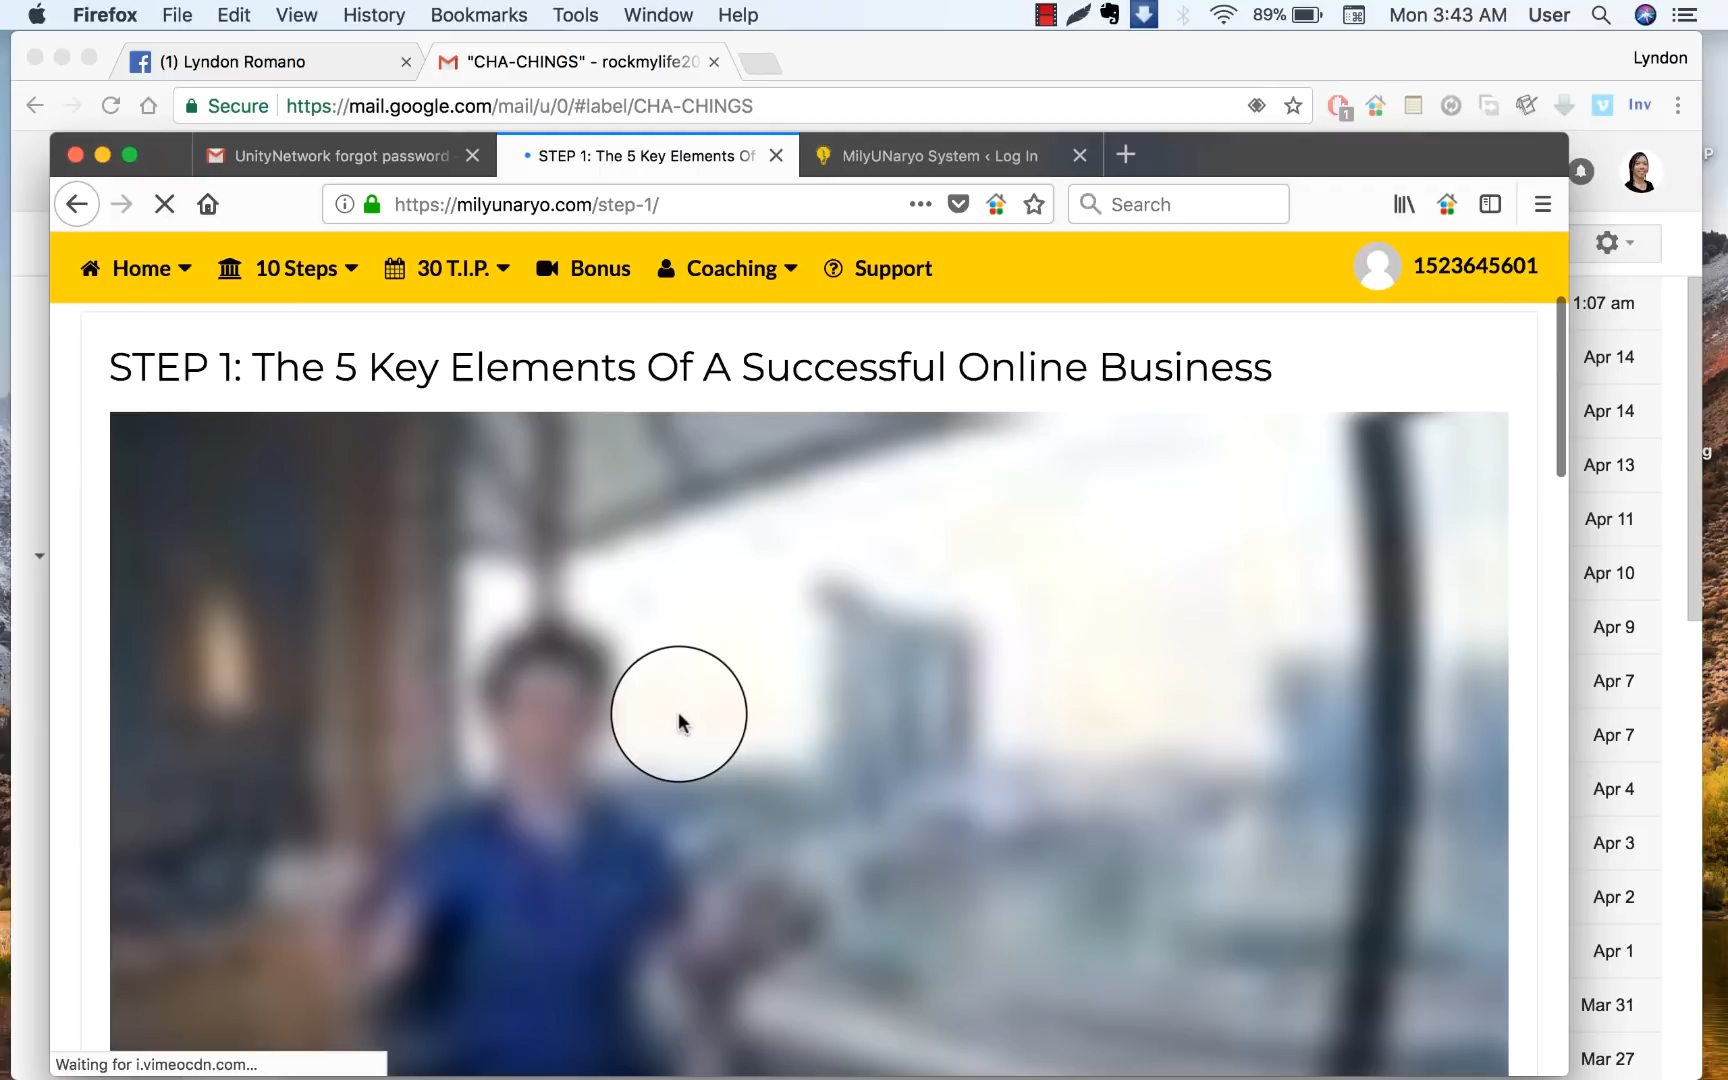 Firefox File Edit View History Bookmarks Tools Window Help 89% Mon 3:43 AM User
(1) Lyndon Romano "CHA-CHINGS" - rockmylife20 Lyndon
Secure https://mail.google.com/mail/u/0/#label/CHA-CHINGS 1 Inv
UnityNetwork forgot password STEP 1: The 5 Key Elements Of MilyUNaryo System ‹ Log In
https://milyunaryo.com/step-1/ Search
Home 10 Steps 30 T.I.P. Bonus Coaching Support 1523645601
1:07 am
STEP 1: The 5 Key Elements Of A Successful Online Business
Apr 14
Apr 14
Apr 13
Apr 11
Apr 10
Apr 9
Apr 7
Apr 7
Apr 4
Apr 3
Apr 2
Apr 1
Mar 31
Mar 27
Waiting for i.vimeocdn.com...